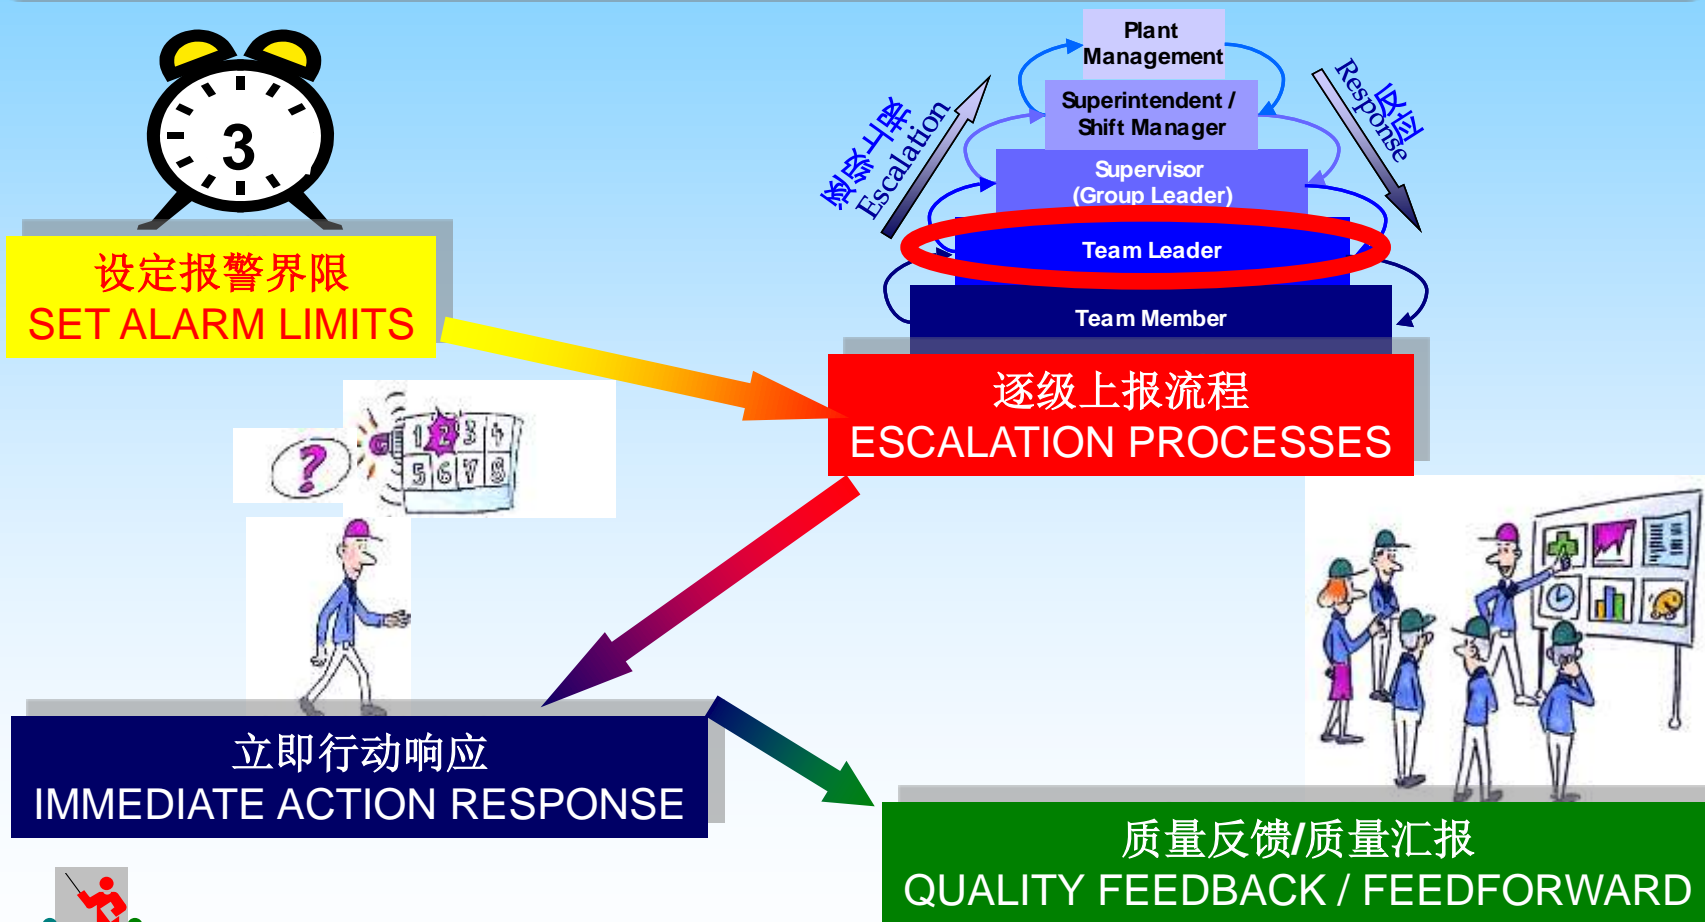 3
设定报警界限
SET ALARM LIMITS
Plant
Management
Superintendent /
Shift Manager
Supervisor
(Group Leader)
Team Leader
Team Member
逐级上报
Escalation
反应
Response
逐级上报流程
ESCALATION PROCESSES
?
1 2 3 4
5 6 7 8
立即行动响应
IMMEDIATE ACTION RESPONSE
质量反馈/质量汇报
QUALITY FEEDBACK / FEEDFORWARD